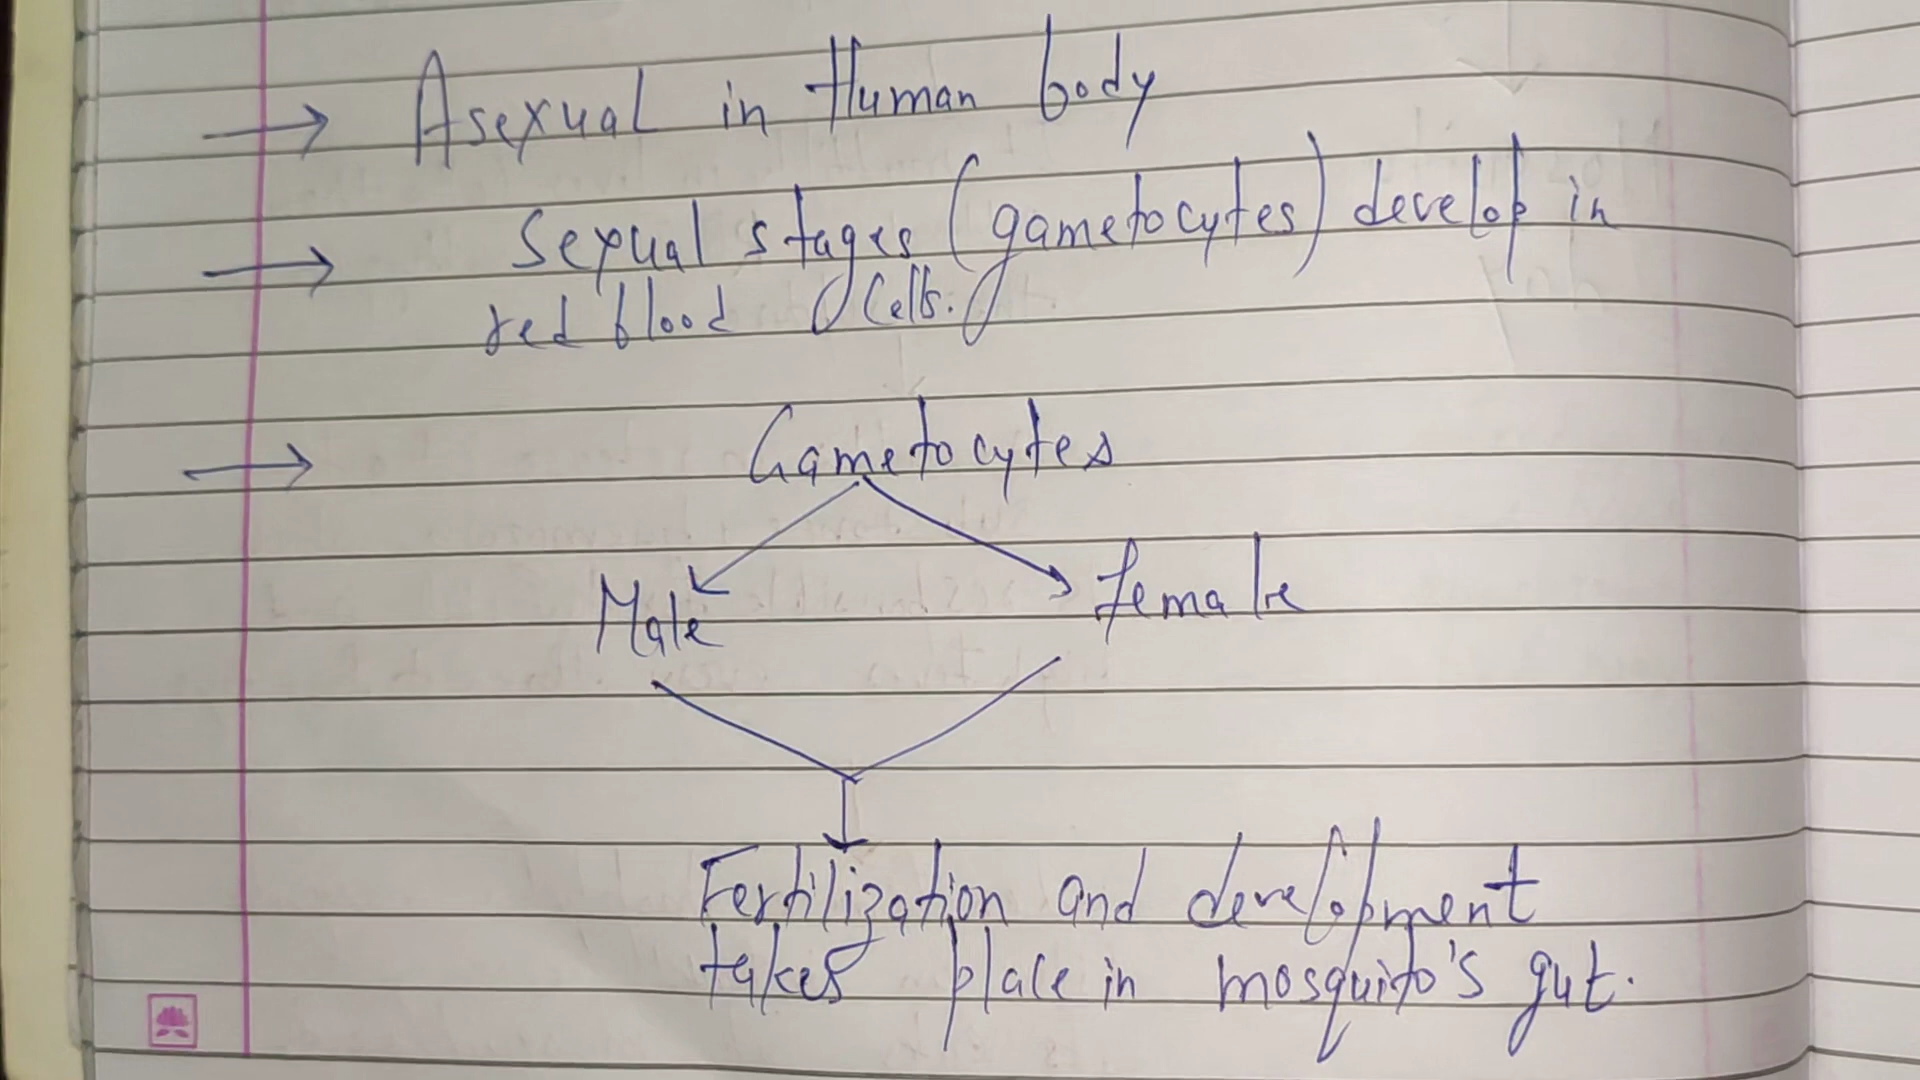 → Asexual in Human body
→ Sexual stages (gametocytes) develop in
red blood cells.
→ Gametocytes
Male female
Fertilization and development
takes place in mosquito's gut.